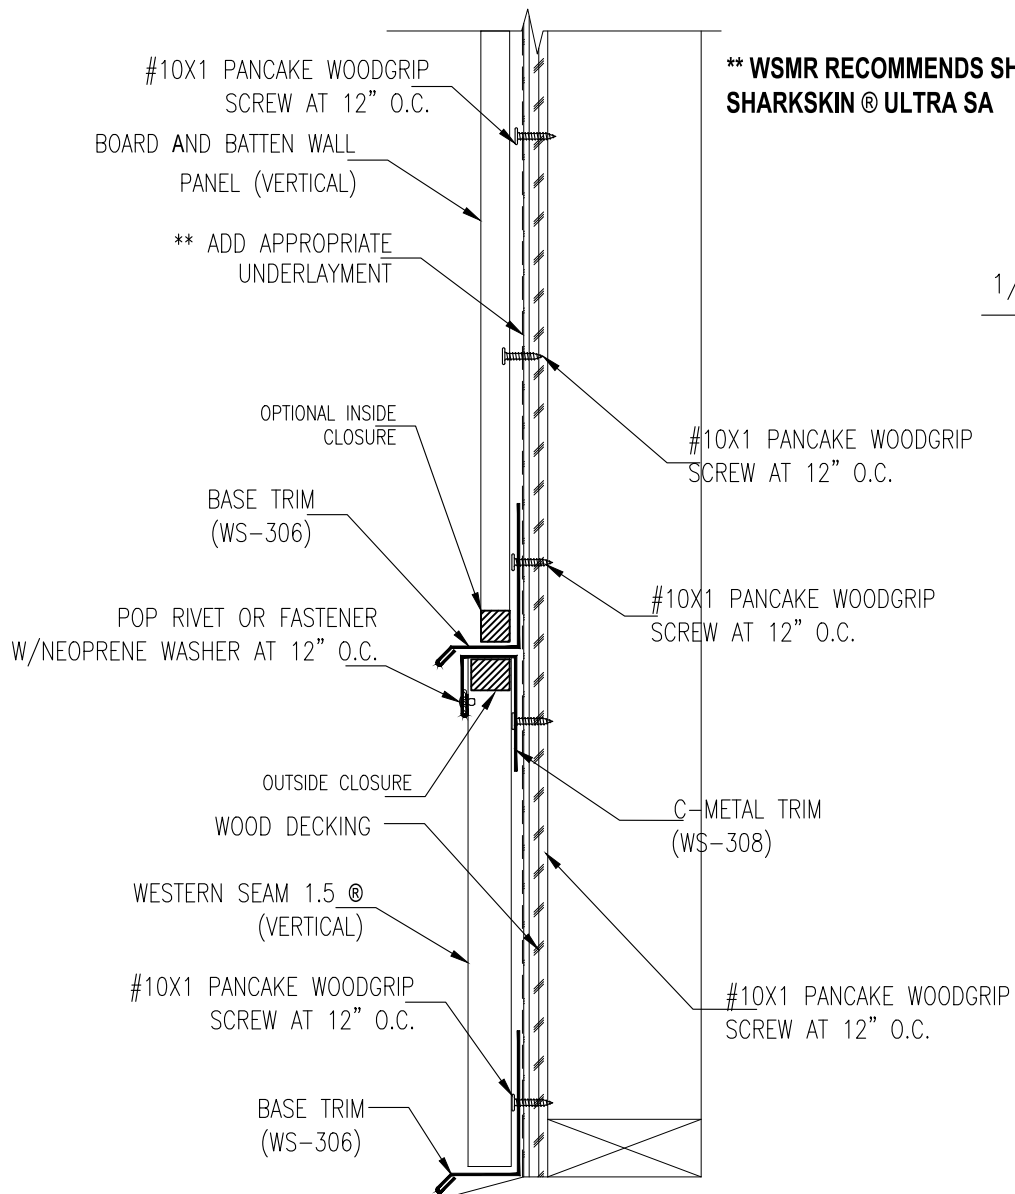 #10X1 PANCAKE WOODGRIP
SCREW AT 12" O.C.
** WSMR RECOMMENDS SH
SHARKSKIN ® ULTRA SA
BOARD AND BATTEN WALL
PANEL (VERTICAL)
** ADD APPROPRIATE
UNDERLAYMENT
1/
OPTIONAL INSIDE
CLOSURE
#10X1 PANCAKE WOODGRIP
SCREW AT 12" O.C.
BASE TRIM
(WS-306)
#10X1 PANCAKE WOODGRIP
SCREW AT 12" O.C.
POP RIVET OR FASTENER
W/NEOPRENE WASHER AT 12" O.C.
OUTSIDE CLOSURE
WOOD DECKING
C-METAL TRIM
(WS-308)
WESTERN SEAM 1.5 ®
(VERTICAL)
#10X1 PANCAKE WOODGRIP
SCREW AT 12" O.C.
#10X1 PANCAKE WOODGRIP
SCREW AT 12" O.C.
BASE TRIM
(WS-306)